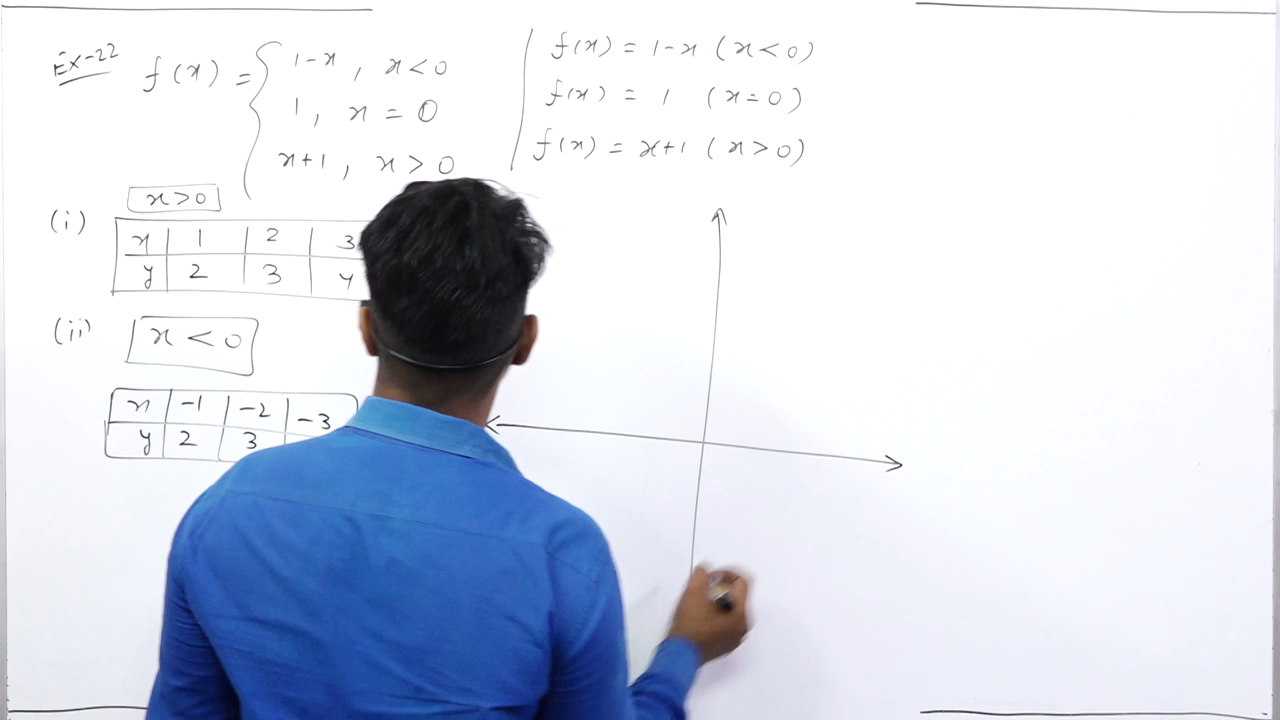 Ex-22 f(x) = { 1-x , x<0
1 , x = 0
x+1 , x > 0
f(x) = 1-x (x<0)
f(x) = 1 (x=0)
f(x) = x+1 (x>0)
x>0
(i)
x 1 2 3
y 2 3 4
(ii) x < 0
x -1 -2 -3
y 2 3